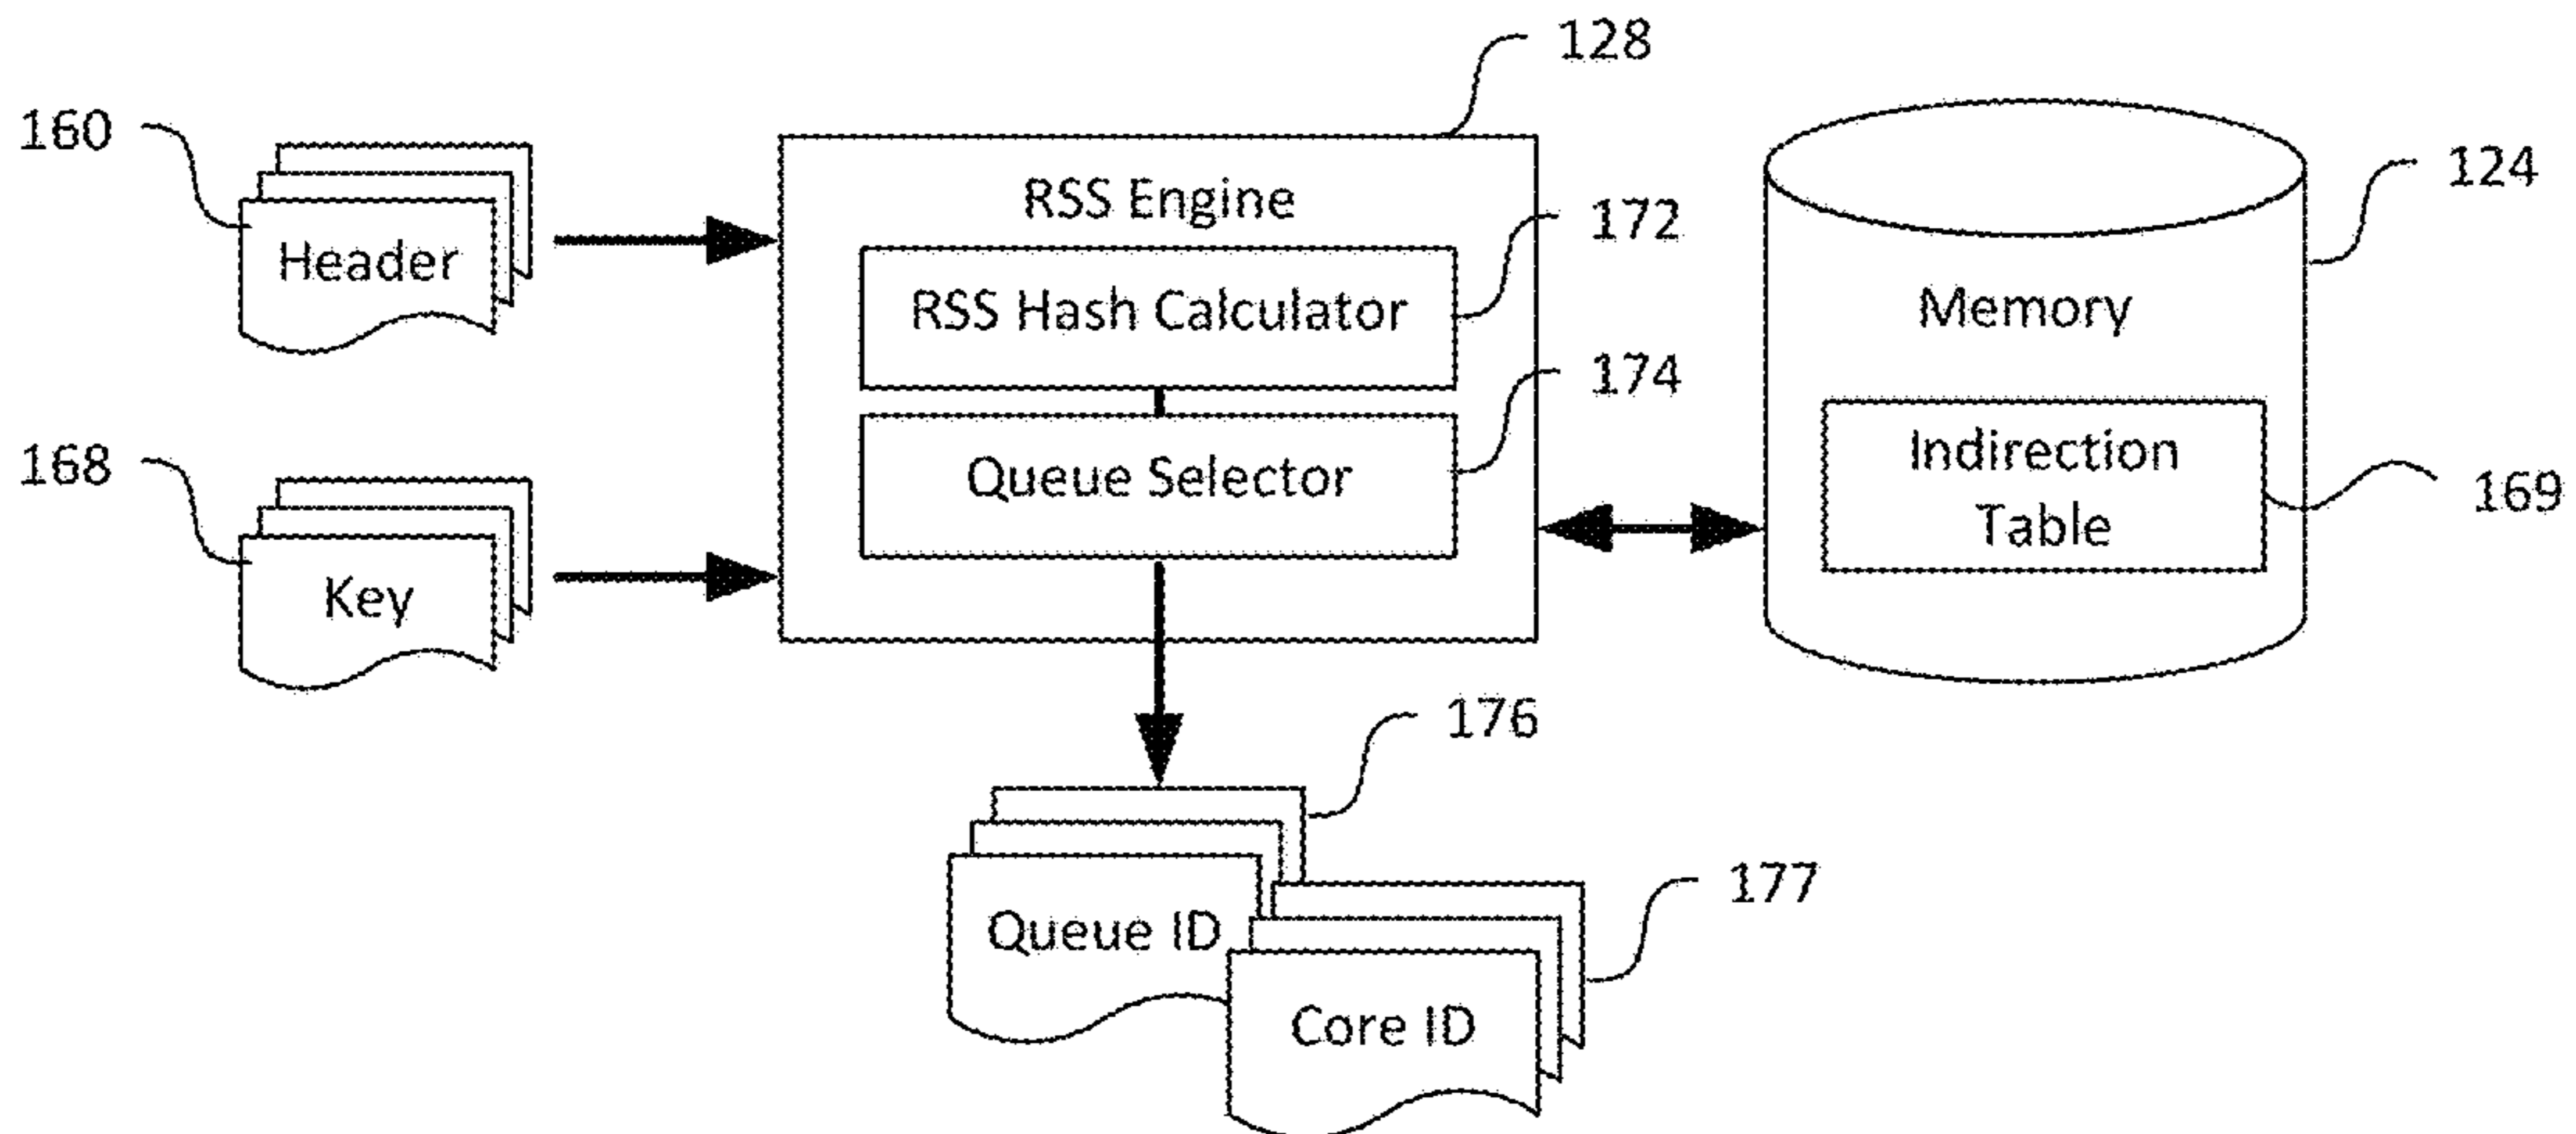 128
160
RSS Engine
124
172
Header
RSS Hash Calculator
Memory
174
168
Queue Selector
Indirection
Table
169
Key
176
177
Queue ID
Core ID